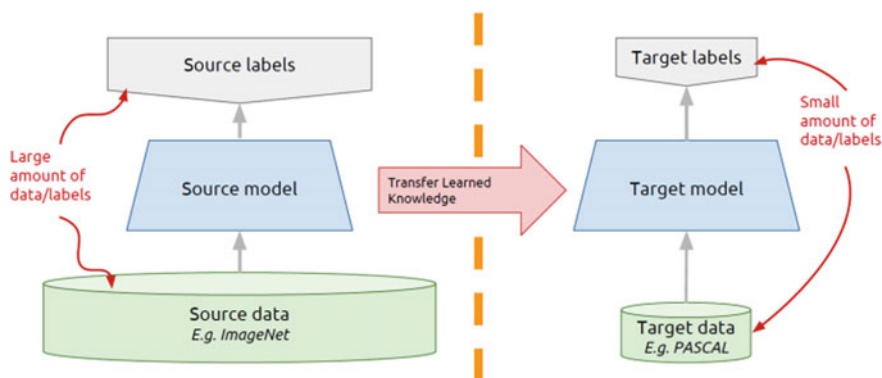 Source labels
Large
amount of
data/labels
Source model
Source data
E.g. ImageNet
Transfer Learned
Knowledge
Target labels
Small
amount of
data/labels
Target model
Target data
E.g. PASCAL